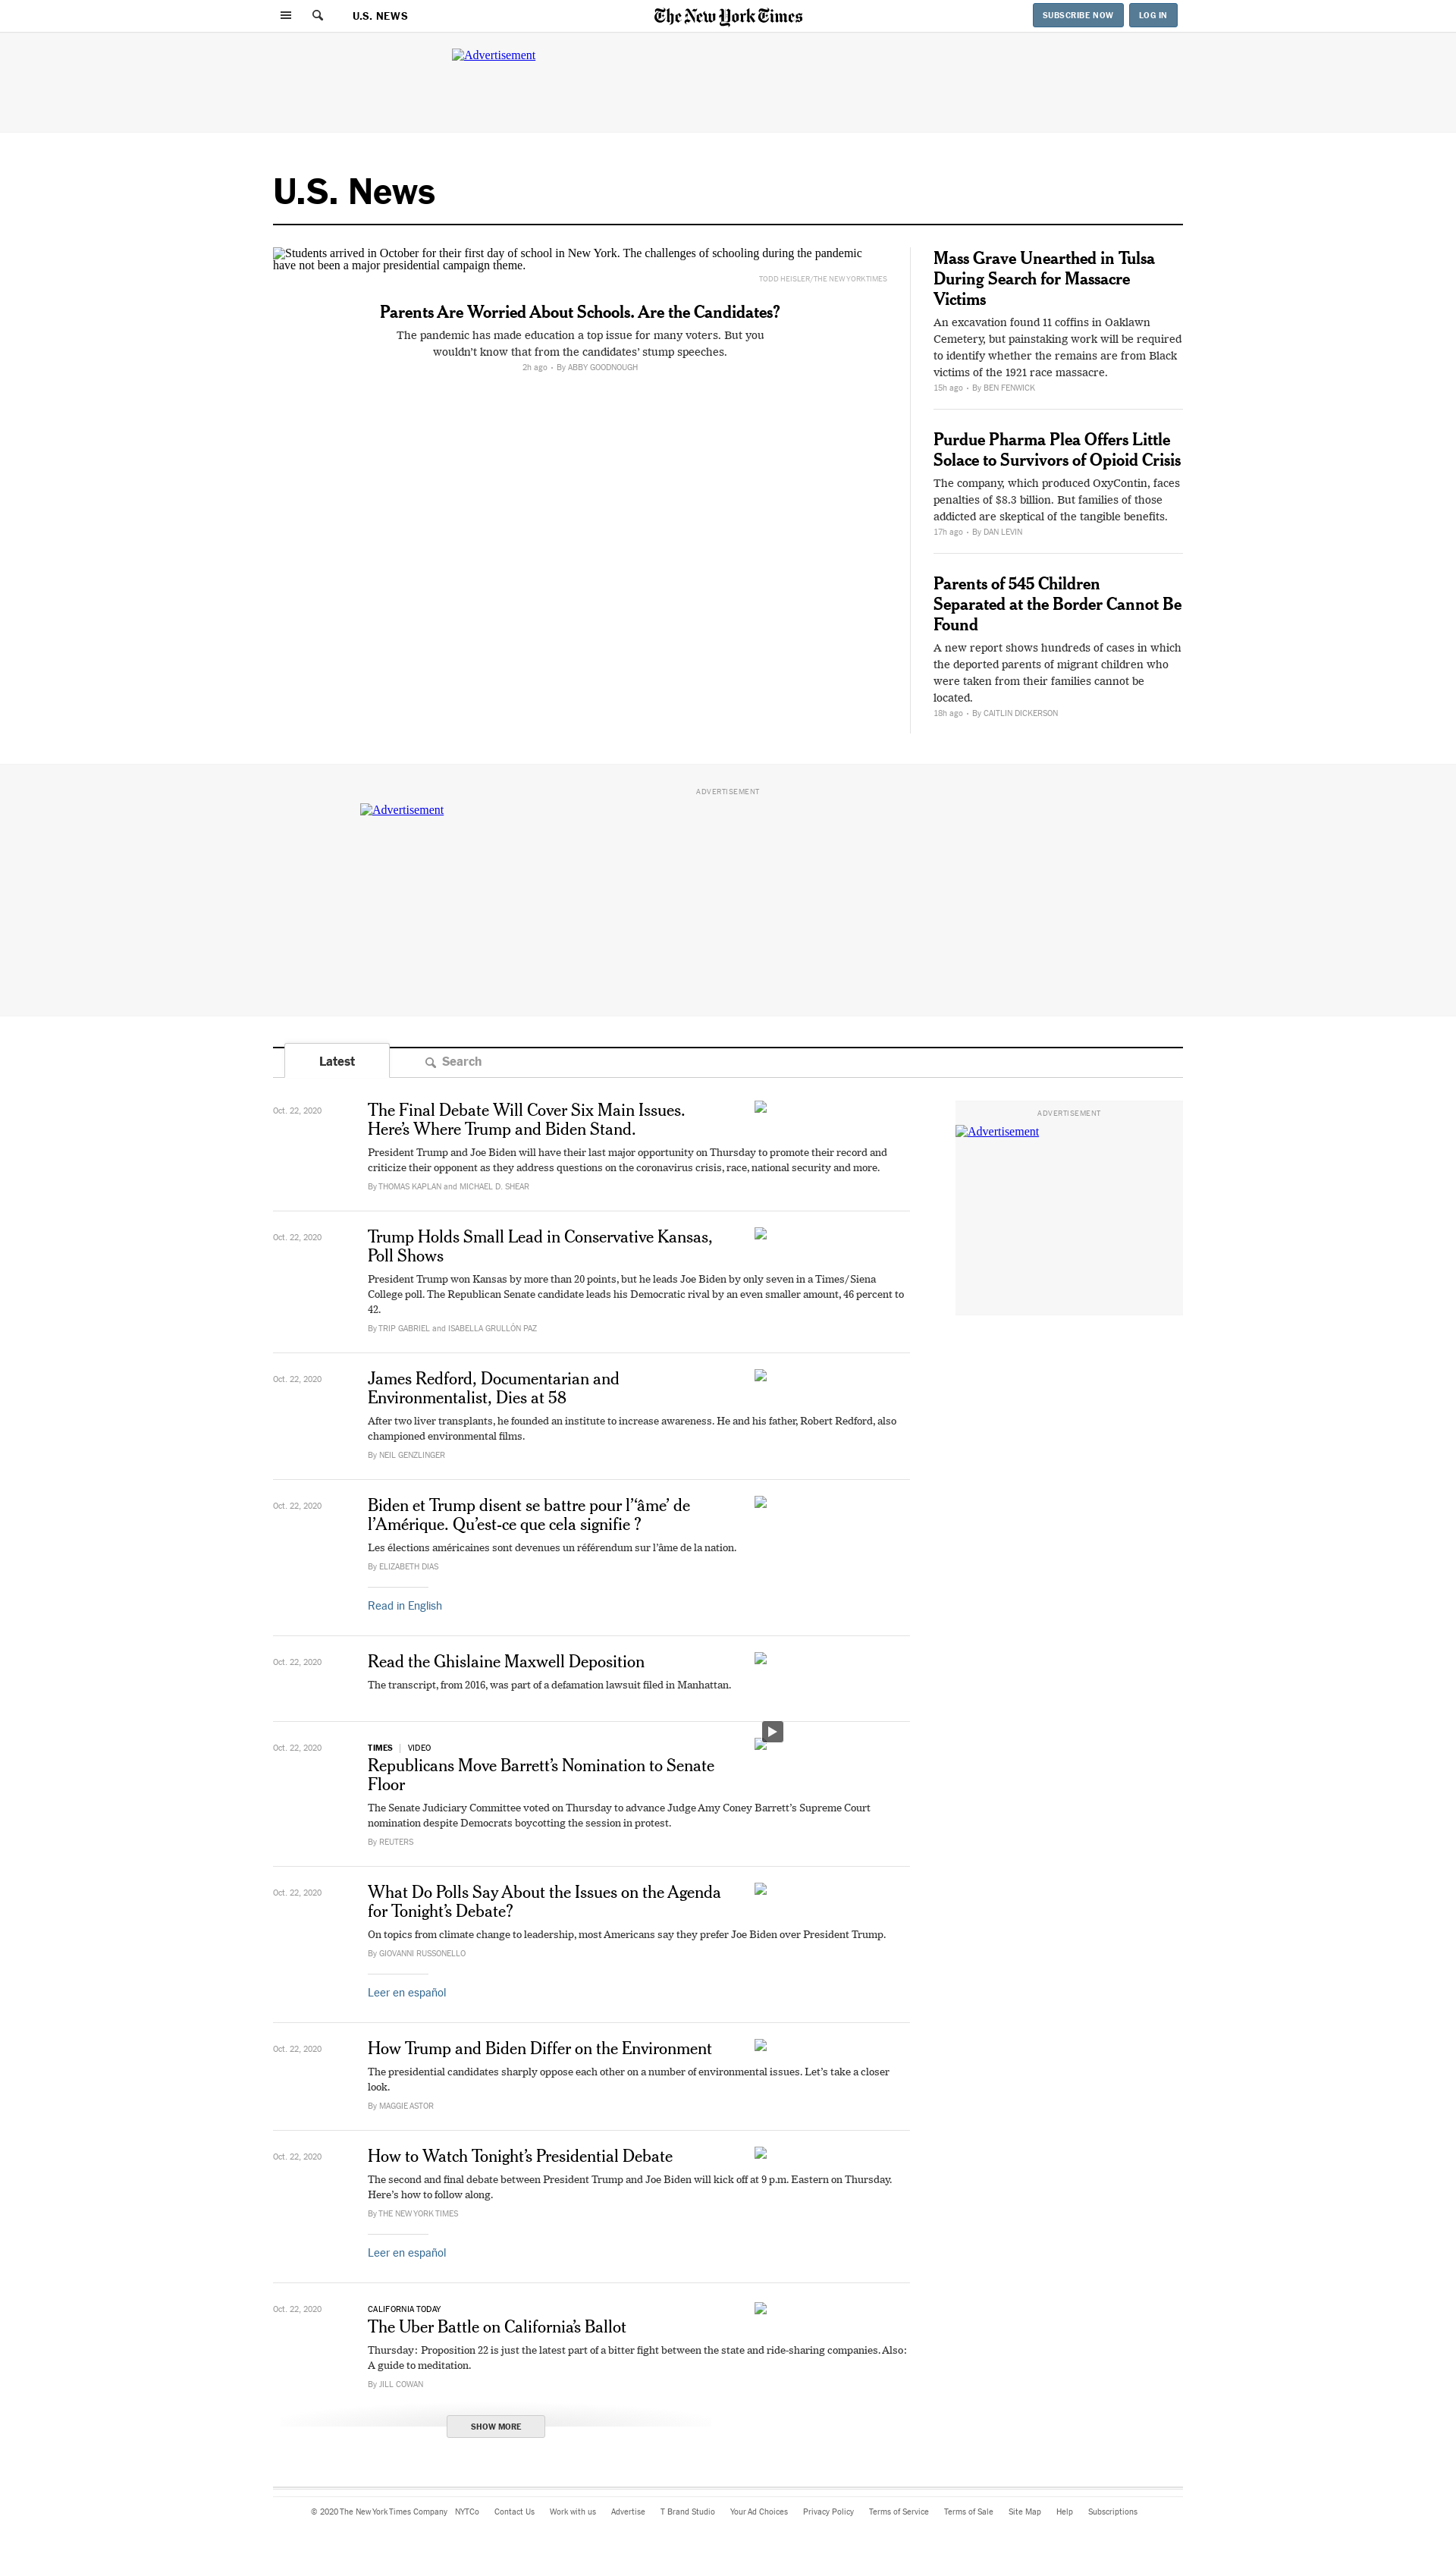 U.S. NEWS
The New York Times
SUBSCRIBE NOW
LOG IN
Advertisement
U.S. News
Students arrived in October for their first day of school in New York. The challenges of schooling during the pandemic
have not been a major presidential campaign theme.
TODD HEISLER/THE NEW YORK TIMES
Parents Are Worried About Schools. Are the Candidates?
The pandemic has made education a top issue for many voters. But you
wouldn’t know that from the candidates’ stump speeches.
2h ago • By ABBY GOODNOUGH
Mass Grave Unearthed in Tulsa
During Search for Massacre
Victims
An excavation found 11 coffins in Oaklawn
Cemetery, but painstaking work will be required
to identify whether the remains are from Black
victims of the 1921 race massacre.
15h ago • By BEN FENWICK
Purdue Pharma Plea Offers Little
Solace to Survivors of Opioid Crisis
The company, which produced OxyContin, faces
penalties of $8.3 billion. But families of those
addicted are skeptical of the tangible benefits.
17h ago • By DAN LEVIN
Parents of 545 Children
Separated at the Border Cannot Be
Found
A new report shows hundreds of cases in which
the deported parents of migrant children who
were taken from their families cannot be
located.
18h ago • By CAITLIN DICKERSON
ADVERTISEMENT
Advertisement
Latest
Search
Oct. 22, 2020
The Final Debate Will Cover Six Main Issues.
Here’s Where Trump and Biden Stand.
President Trump and Joe Biden will have their last major opportunity on Thursday to promote their record and
criticize their opponent as they address questions on the coronavirus crisis, race, national security and more.
By THOMAS KAPLAN and MICHAEL D. SHEAR
ADVERTISEMENT
Advertisement
Oct. 22, 2020
Trump Holds Small Lead in Conservative Kansas,
Poll Shows
President Trump won Kansas by more than 20 points, but he leads Joe Biden by only seven in a Times/Siena
College poll. The Republican Senate candidate leads his Democratic rival by an even smaller amount, 46 percent to
42.
By TRIP GABRIEL and ISABELLA GRULLÓN PAZ
Oct. 22, 2020
James Redford, Documentarian and
Environmentalist, Dies at 58
After two liver transplants, he founded an institute to increase awareness. He and his father, Robert Redford, also
championed environmental films.
By NEIL GENZLINGER
Oct. 22, 2020
Biden et Trump disent se battre pour l’‘âme’ de
l’Amérique. Qu’est-ce que cela signifie ?
Les élections américaines sont devenues un référendum sur l’âme de la nation.
By ELIZABETH DIAS
Read in English
Oct. 22, 2020
Read the Ghislaine Maxwell Deposition
The transcript, from 2016, was part of a defamation lawsuit filed in Manhattan.
Oct. 22, 2020
TIMES | VIDEO
Republicans Move Barrett’s Nomination to Senate
Floor
The Senate Judiciary Committee voted on Thursday to advance Judge Amy Coney Barrett’s Supreme Court
nomination despite Democrats boycotting the session in protest.
By REUTERS
Oct. 22, 2020
What Do Polls Say About the Issues on the Agenda
for Tonight’s Debate?
On topics from climate change to leadership, most Americans say they prefer Joe Biden over President Trump.
By GIOVANNI RUSSONELLO
Leer en español
Oct. 22, 2020
How Trump and Biden Differ on the Environment
The presidential candidates sharply oppose each other on a number of environmental issues. Let’s take a closer
look.
By MAGGIE ASTOR
Oct. 22, 2020
How to Watch Tonight’s Presidential Debate
The second and final debate between President Trump and Joe Biden will kick off at 9 p.m. Eastern on Thursday.
Here’s how to follow along.
By THE NEW YORK TIMES
Leer en español
Oct. 22, 2020
CALIFORNIA TODAY
The Uber Battle on California’s Ballot
Thursday: Proposition 22 is just the latest part of a bitter fight between the state and ride-sharing companies. Also:
A guide to meditation.
By JILL COWAN
SHOW MORE
© 2020 The New York Times Company NYTCo Contact Us Work with us Advertise T Brand Studio Your Ad Choices Privacy Policy Terms of Service Terms of Sale Site Map Help Subscriptions